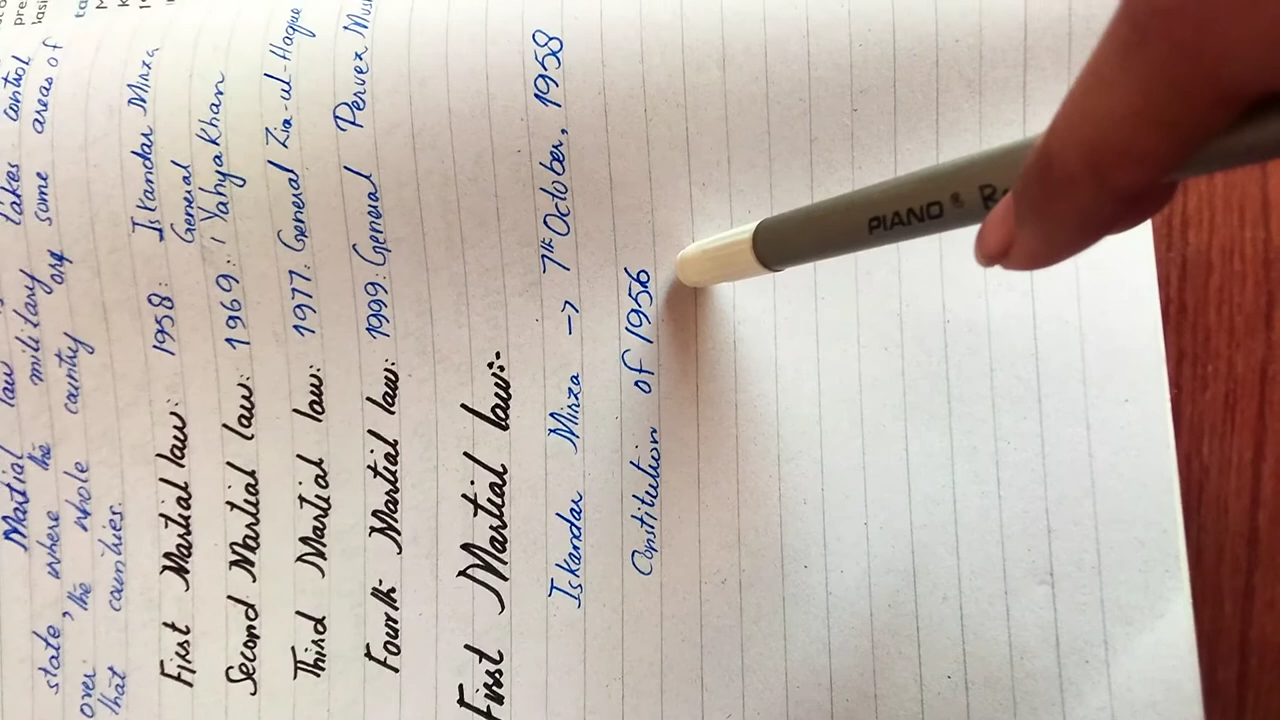 Martial law is
state, where the military takes control
over the whole country or some areas of
that countries.
First Martial law: 1958: Iskandar Mirza
General
Second Martial law: 1969: Yahya Khan
Third Martial law: 1977: General Zia-ul-Haque
Fourth Martial law: 1999: General Pervez
First Martial law:-
Iskandar Mirza -> 7th October, 1958
Constitution of 1956
PIANO®